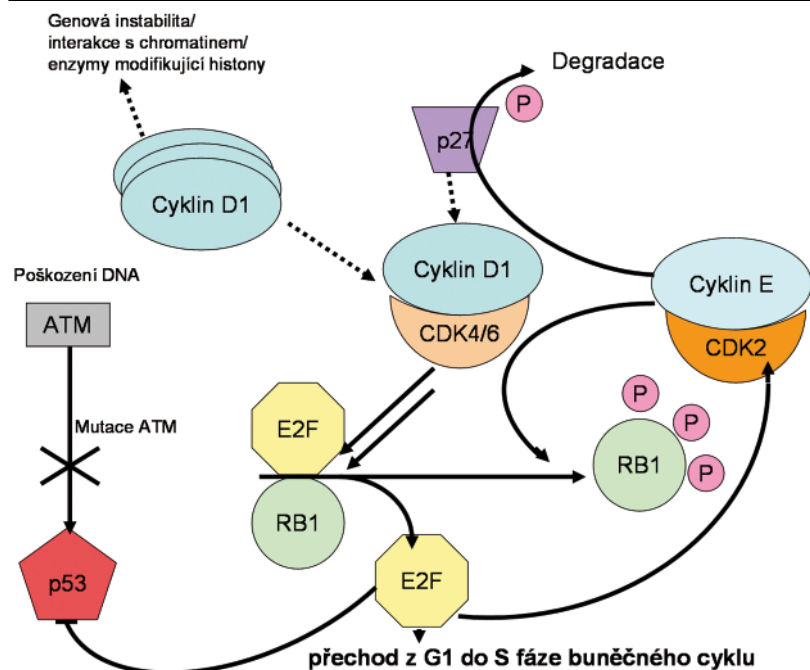 Genová instabilita/
interakce s chromatinem/
enzymy modifikující histony
Degradace
P
p27
Cyklin D1
Cyklin D1
CDK4/6
Cyklin E
CDK2
Poškození DNA
ATM
Mutace ATM
E2F
RB1
P
P
P
RB1
p53
E2F
přechod z G1 do S fáze buněčného cyklu